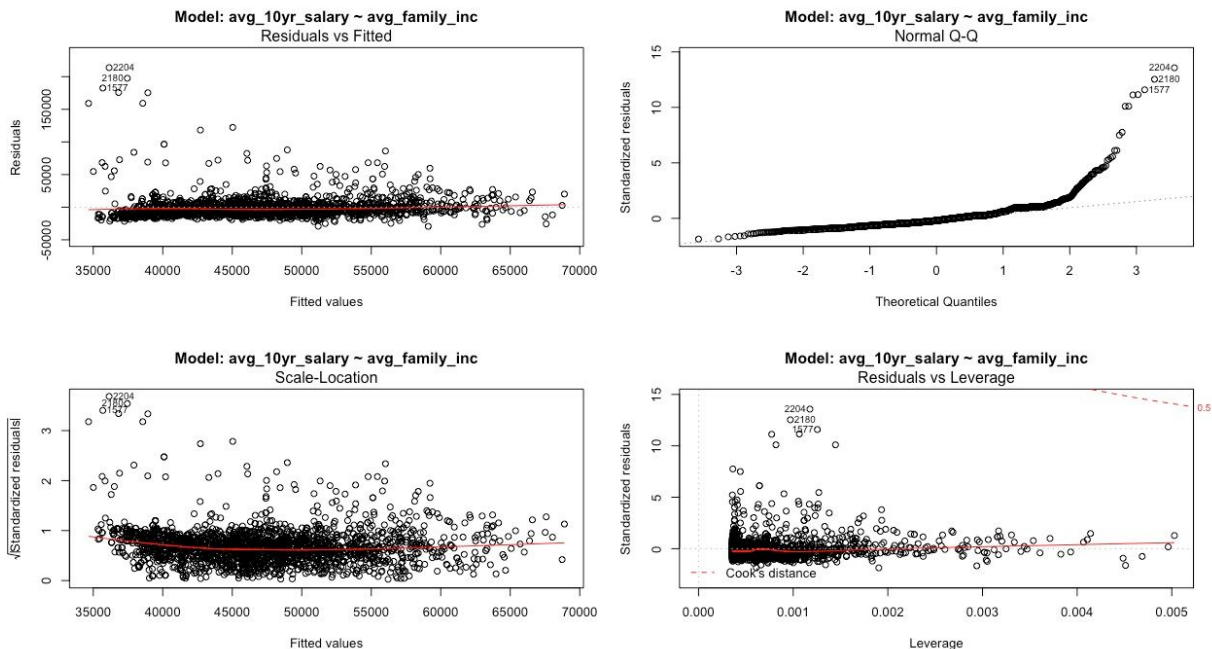 Model: avg_10yr_salary ~ avg_family_inc
Residuals vs Fitted
2204
2180
1577
Residuals
150000
50000
0
-50000
35000 40000 45000 50000 55000 60000 65000 70000
Fitted values
Model: avg_10yr_salary ~ avg_family_inc
Normal Q-Q
2204
2180
1577
Standardized residuals
15
10
5
0
-3 -2 -1 0 1 2 3
Theoretical Quantiles
Model: avg_10yr_salary ~ avg_family_inc
Scale-Location
2204
2180
1577
√|Standardized residuals|
3
2
1
0
35000 40000 45000 50000 55000 60000 65000 70000
Fitted values
Model: avg_10yr_salary ~ avg_family_inc
Residuals vs Leverage
2204
2180
1577
0.5
Standardized residuals
15
10
5
0
Cook's distance
0.000 0.001 0.002 0.003 0.004 0.005
Leverage